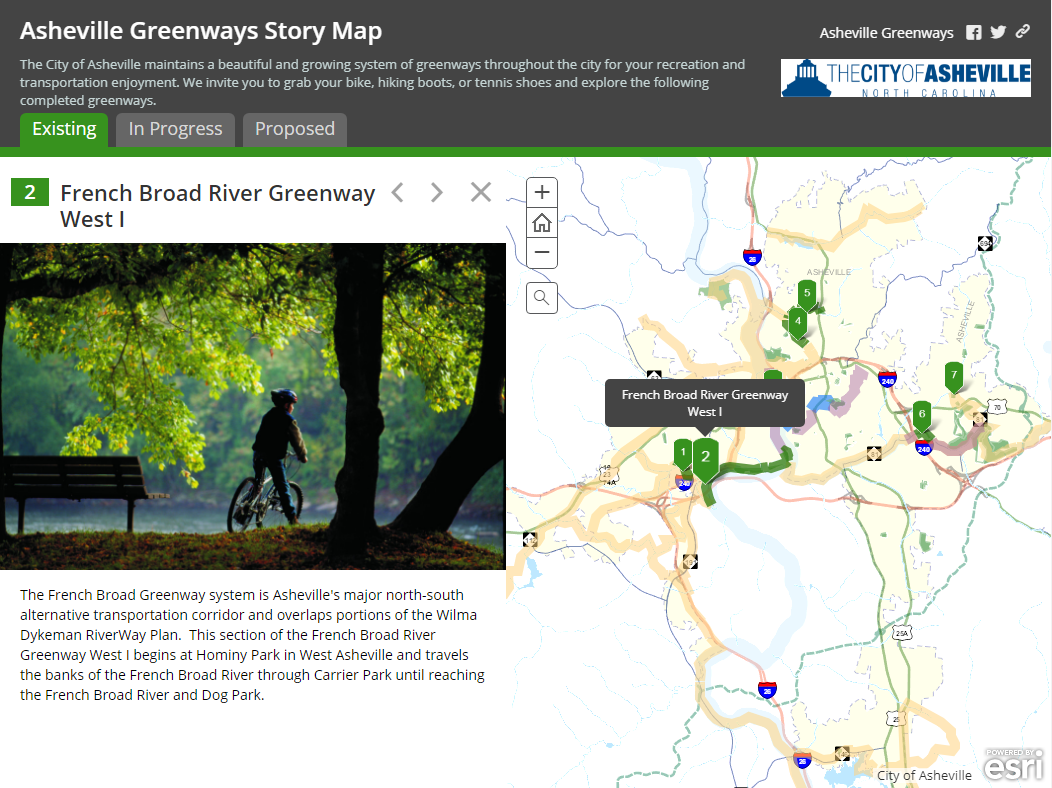 Asheville Greenways Story Map
Asheville Greenways
The City of Asheville maintains a beautiful and growing system of greenways throughout the city for your recreation and
transportation enjoyment. We invite you to grab your bike, hiking boots, or tennis shoes and explore the following
completed greenways.
THECITYOFASHEVILLE
NORTH CAROLINA
Existing
In Progress
Proposed
2
French Broad River Greenway
West I
The French Broad Greenway system is Asheville's major north-south
alternative transportation corridor and overlaps portions of the Wilma
Dykeman RiverWay Plan.  This section of the French Broad River
Greenway West I begins at Hominy Park in West Asheville and travels
the banks of the French Broad River through Carrier Park until reaching
the French Broad River and Dog Park.
+
−
694
26
ASHEVILLE
5
4
ASHEVILLE
7
240
70
French Broad River Greenway
West I
6
240
1
2
19
23
74A
240
25A
26
25
26
City of Asheville
POWERED BY
esri